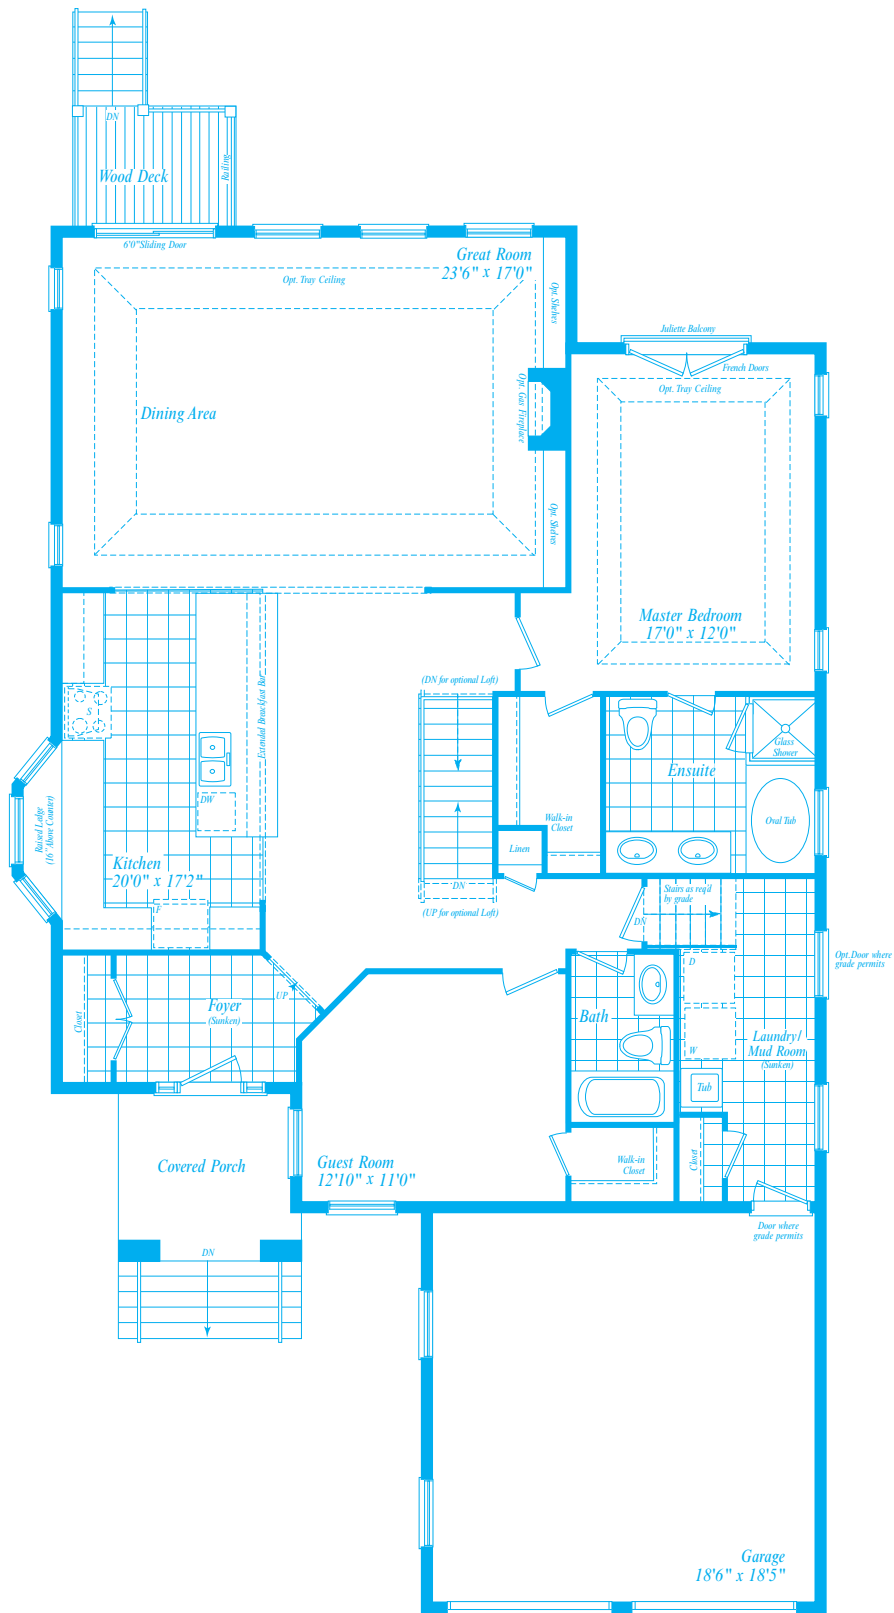 DN
Wood Deck
Railing
6'0"Sliding Door
Great Room
23'6" x 17'0"
Opt. Tray Ceiling
Opt. Shelves
Juliette Balcony
French Doors
Opt. Tray Ceiling
Opt. Gas Fireplace
Dining Area
Opt. Shelves
Master Bedroom
17'0" x 12'0"
(DN for optional Loft)
S
Extended Breakfast Bar
Glass
Shower
Ensuite
DW
Raised Ledge
(16" Above Counter)
Walk-in
Closet
Oval Tub
Linen
Kitchen
20'0" x 17'2"
DN
(UP for optional Loft)
F
Stairs as req'd
by grade
DN
Opt. Door where
grade permits
D
UP
Foyer
(Sunken)
Closet
Bath
W
Laundry/
Mud Room
(Sunken)
Tub
Covered Porch
Guest Room
12'10" x 11'0"
Walk-in
Closet
Closet
Door where
grade permits
DN
Garage
18'6" x 18'5"